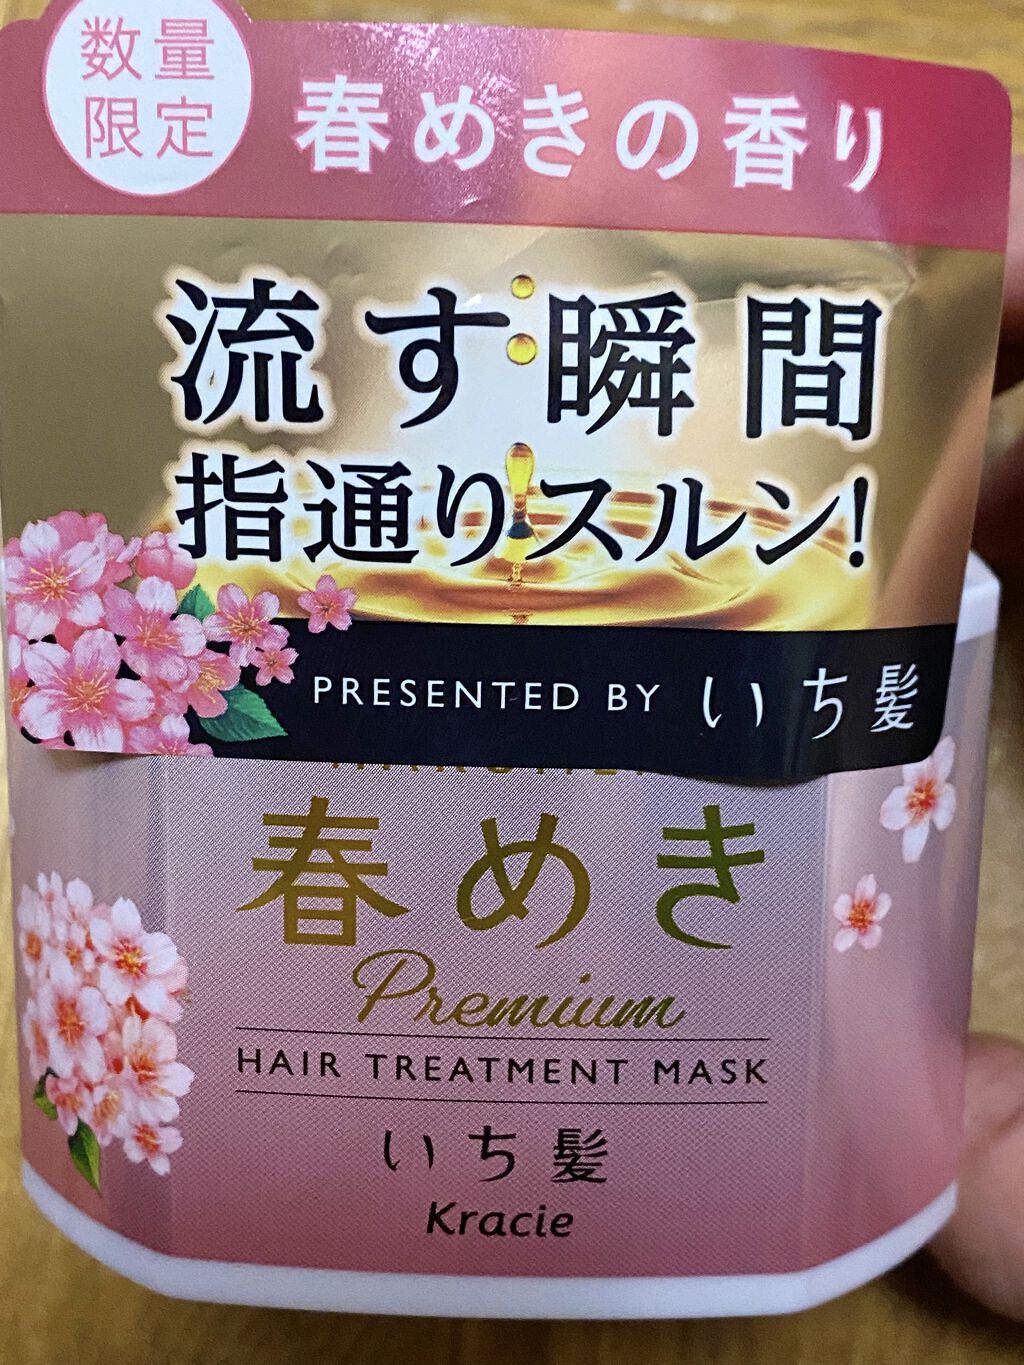 数量
限定
春めきの香り
流す瞬間
指通りスルン!
PRESENTED BY いち髪
春めき
Premium
HAIR TREATMENT MASK
いち髪
Kracie